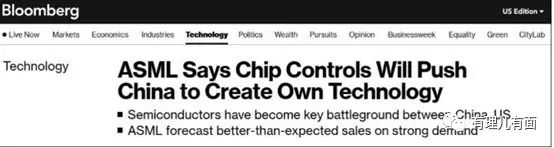 Bloomberg
US Edition
Live Now Markets Economics Industries Technology Politics Wealth Pursuits Opinion Businessweek Equality Green CityLab
Technology
ASML Says Chip Controls Will Push
China to Create Own Technology
Semiconductors have become key battleground between China, US
ASML forecast better-than-expected sales on strong demand
有理儿有面